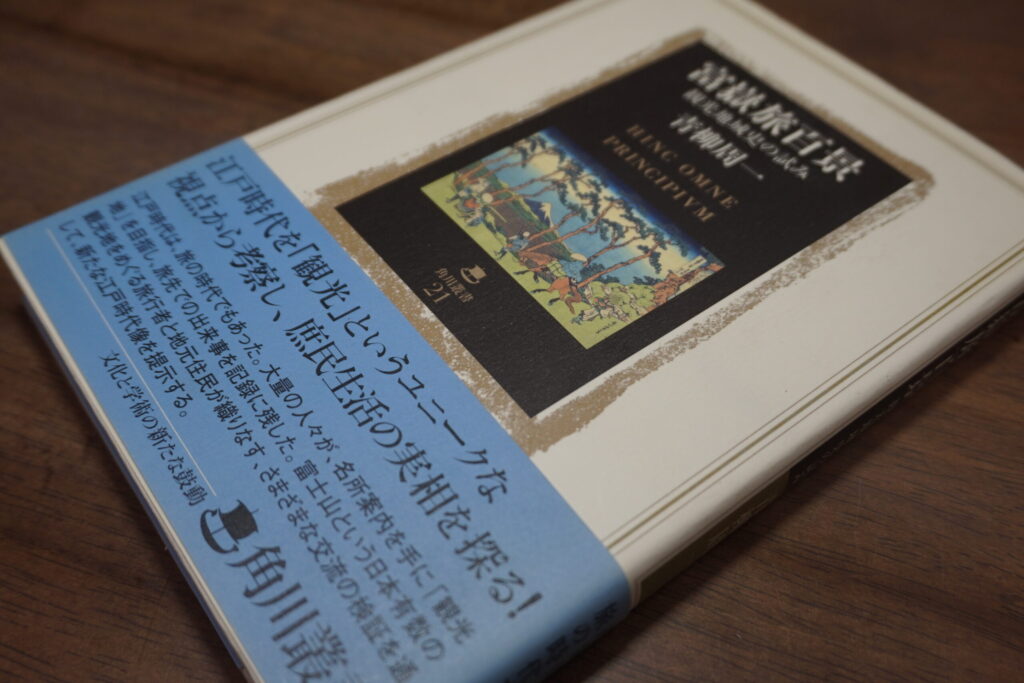 富嶽旅百景
観光地域史の試み
青柳周一
HINC OMNE
PRINCIPIVM
角川叢書
21
江戸時代を「観光」というユニークな
視点から考察し、庶民生活の実相を探る!
江戸時代は、旅の時代でもあった。大量の人々が、名所案内を手に「観光
地」を目指し、旅先での出来事を記録に残した。富士山という日本有数の
観光地をめぐる旅行者と地元住民が織りなす、さまざまな交流の検証を通
して、新たな江戸時代像を提示する。
文化と学術の新たな鼓動
角川叢